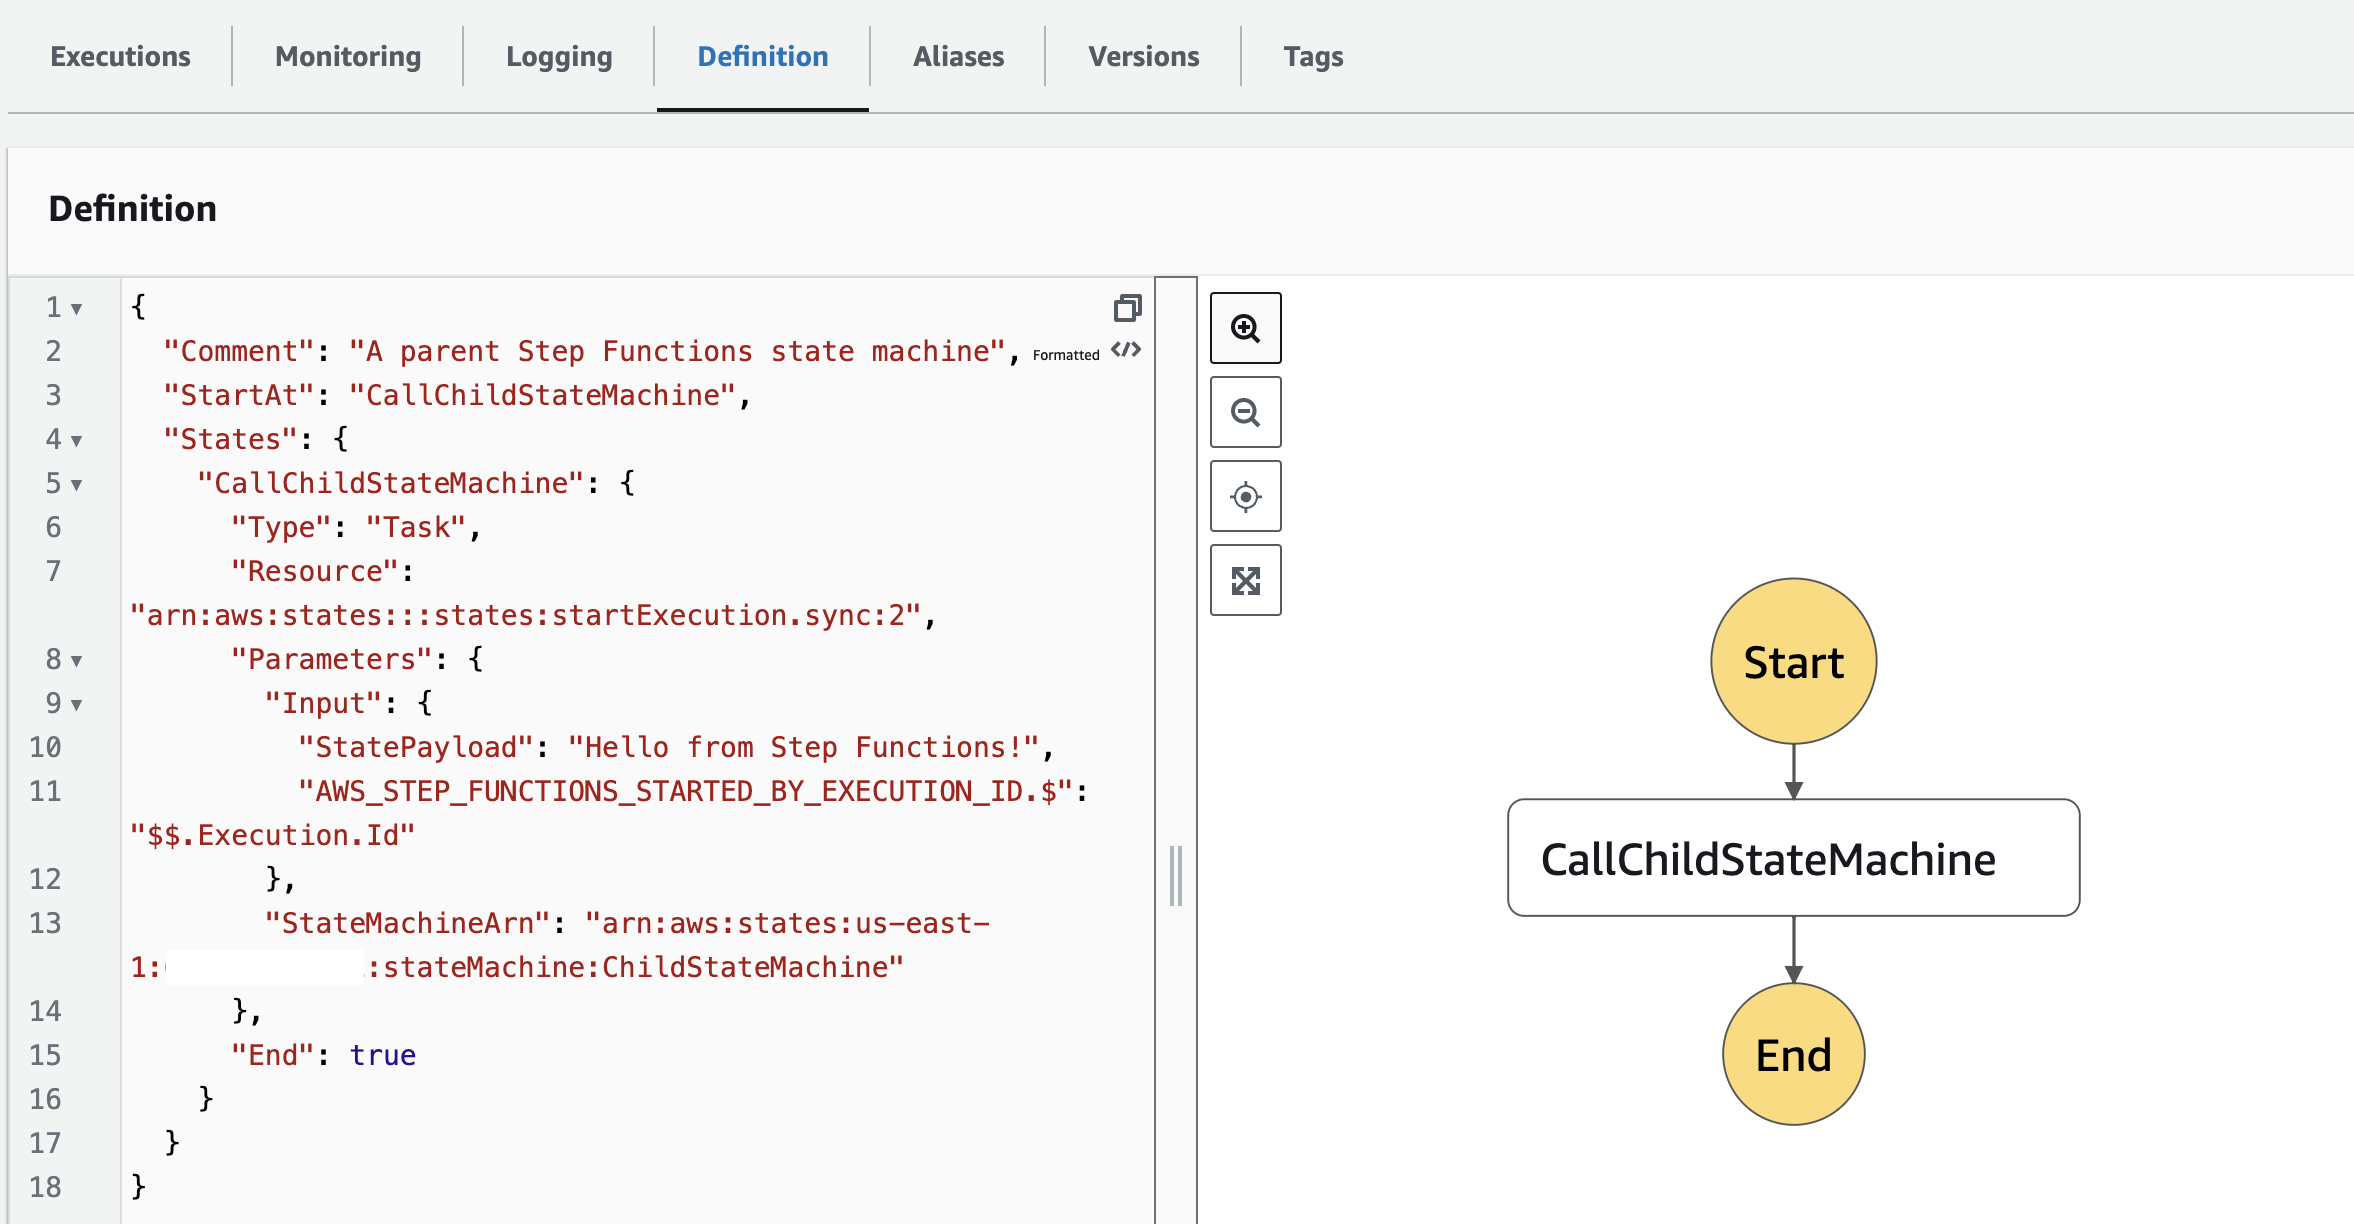 Executions Monitoring Logging Definition Aliases Versions Tags
Definition
1 {
2 "Comment": "A parent Step Functions state machine", Formatted
3 "StartAt": "CallChildStateMachine",
4 "States": {
5 "CallChildStateMachine": {
6 "Type": "Task",
7 "Resource":
"arn:aws:states:::states:startExecution.sync:2",
8 "Parameters": {
9 "Input": {
10 "StatePayload": "Hello from Step Functions!",
11 "AWS_STEP_FUNCTIONS_STARTED_BY_EXECUTION_ID.$":
"$$.Execution.Id"
12 },
13 "StateMachineArn": "arn:aws:states:us-east-
1: :stateMachine:ChildStateMachine"
14 },
15 "End": true
16 }
17 }
18 }
Start
CallChildStateMachine
End